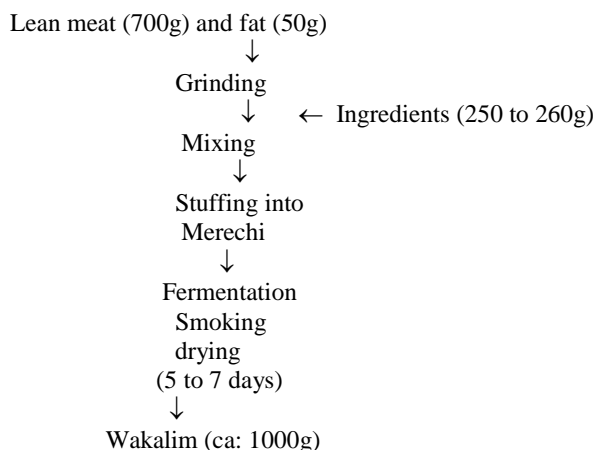 Lean meat (700g) and fat (50g)
↓
Grinding
↓ ← Ingredients (250 to 260g)
Mixing
↓
Stuffing into
Merechi
↓
Fermentation
Smoking
drying
(5 to 7 days)
↓
Wakalim (ca: 1000g)